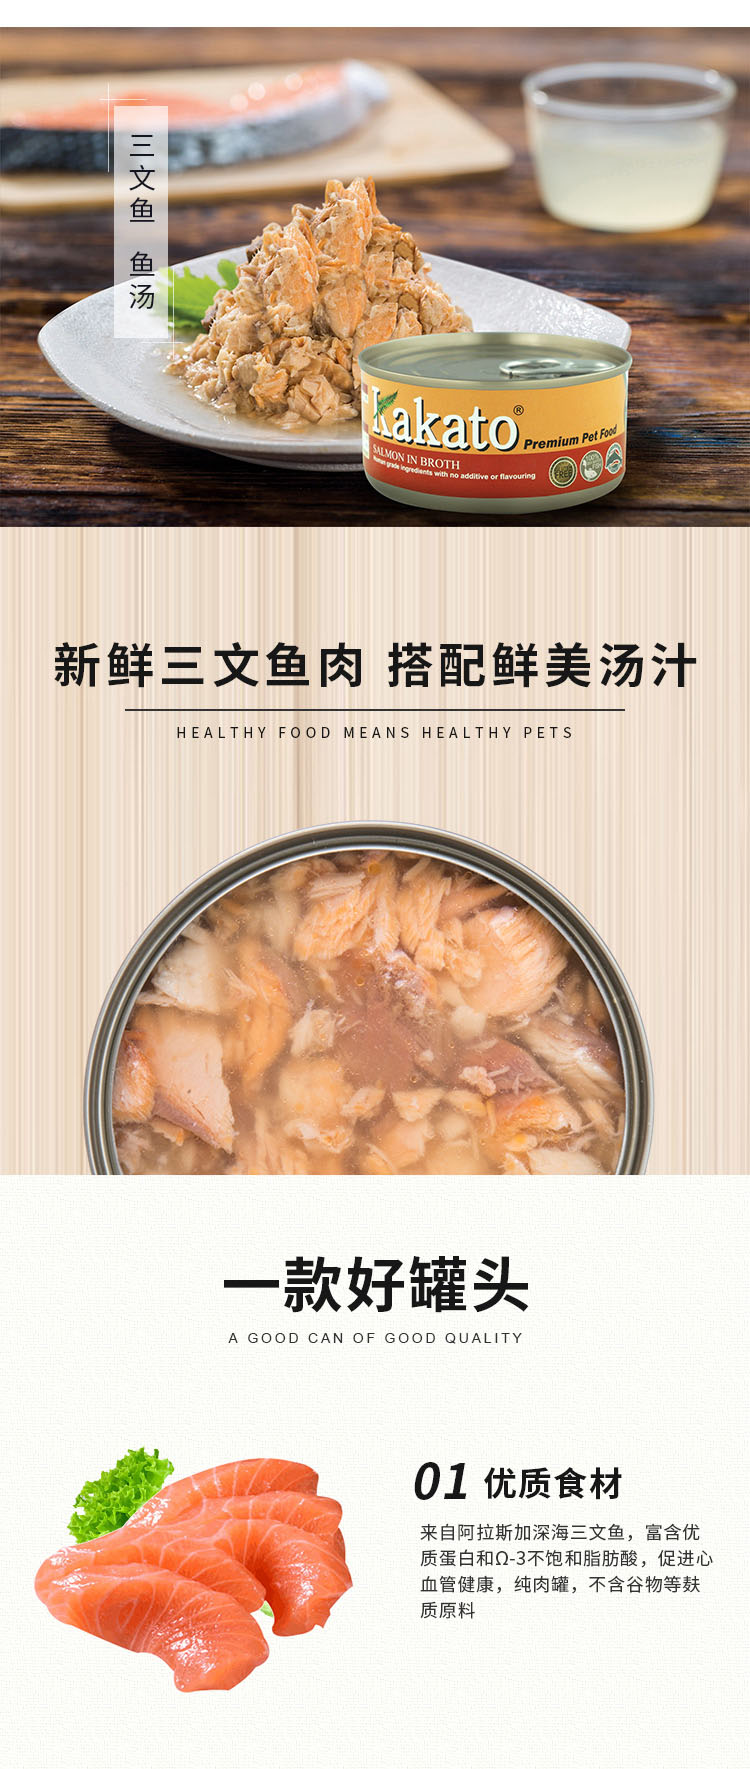 三文鱼 鱼汤
Kakato®
Premium Pet Food
SALMON IN BROTH
Human grade ingredients with no additive or flavouring
100%
FISH
FREE
新鲜三文鱼肉 搭配鲜美汤汁
HEALTHY FOOD MEANS HEALTHY PETS
一款好罐头
A GOOD CAN OF GOOD QUALITY
01 优质食材
来自阿拉斯加深海三文鱼，富含优
质蛋白和Ω-3不饱和脂肪酸，促进心
血管健康，纯肉罐，不含谷物等麸
质原料